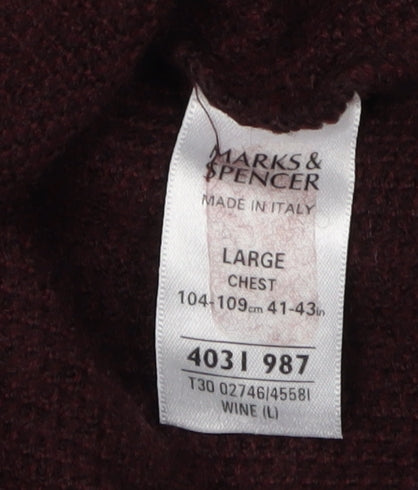 MARKS &
SPENCER
MADE IN ITALY
LARGE
CHEST
104-109cm 41-43in
4031 987
T30 02746/45581
WINE (L)